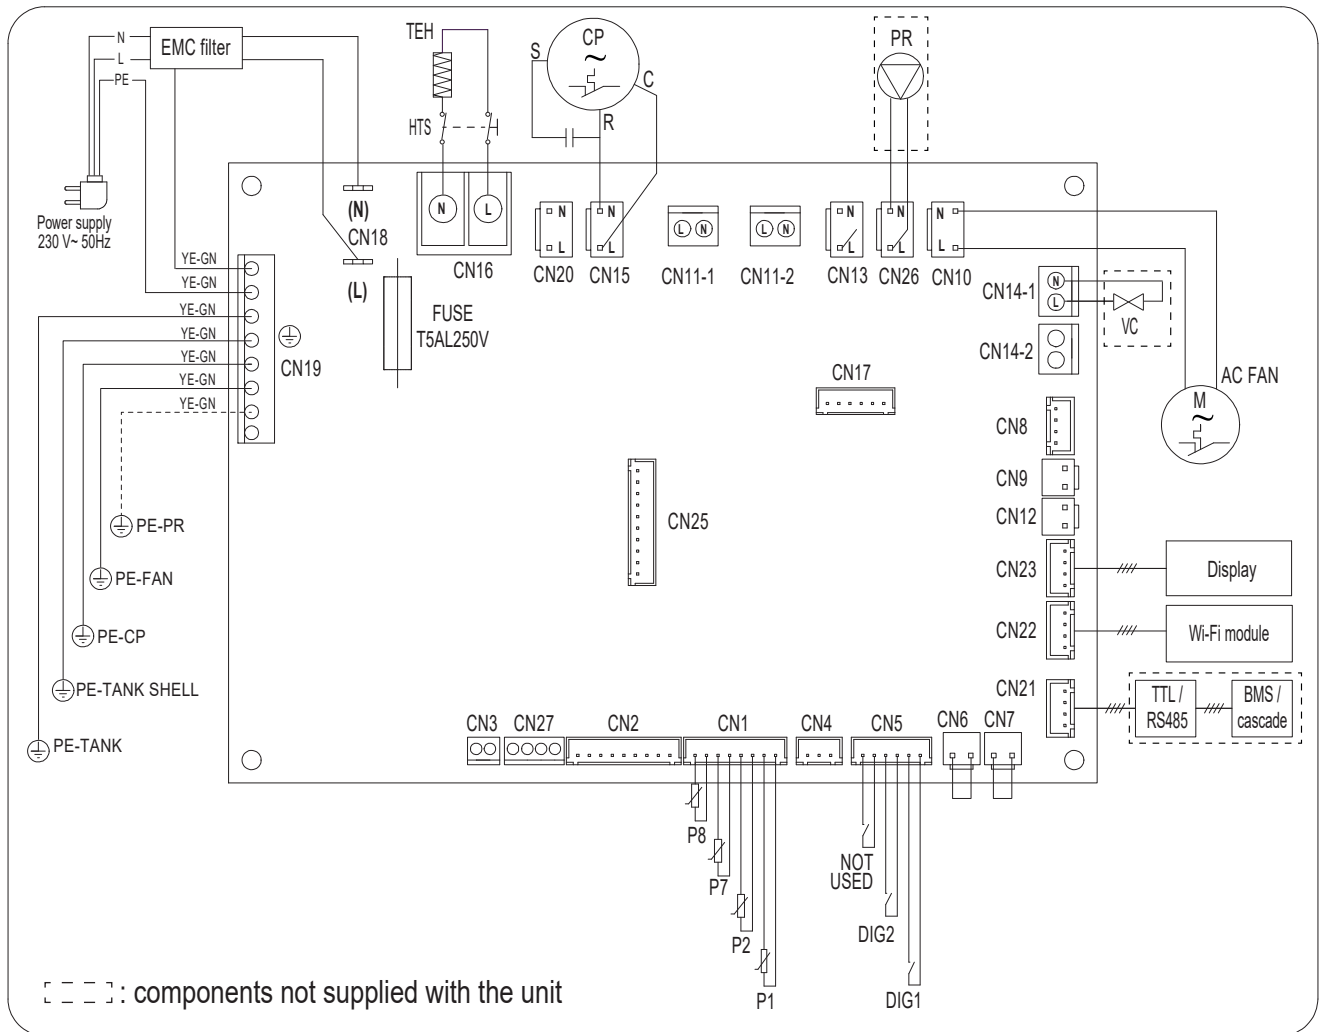 N
L
PE
EMC filter
TEH
HTS
S
CP
~
C
R
PR
Power supply
230 V~ 50Hz
(N)
CN18
(L)
N
L
CN16
N
L
CN20
N
L
CN15
L N
CN11-1
L N
CN11-2
N
L
CN13
N
L
CN26
N
L
CN10
FUSE
T5AL250V
YE-GN
YE-GN
YE-GN
YE-GN
YE-GN
YE-GN
YE-GN
CN19
CN14-1
N
L
VC
CN14-2
CN17
AC FAN
M
~
CN8
CN9
CN12
CN25
CN23
Display
CN22
Wi-Fi module
CN21
TTL /
RS485
BMS /
cascade
PE-PR
PE-FAN
PE-CP
PE-TANK SHELL
PE-TANK
CN3
CN27
CN2
CN1
CN4
CN5
CN6
CN7
P8
P7
P2
P1
NOT
USED
DIG2
DIG1
: components not supplied with the unit